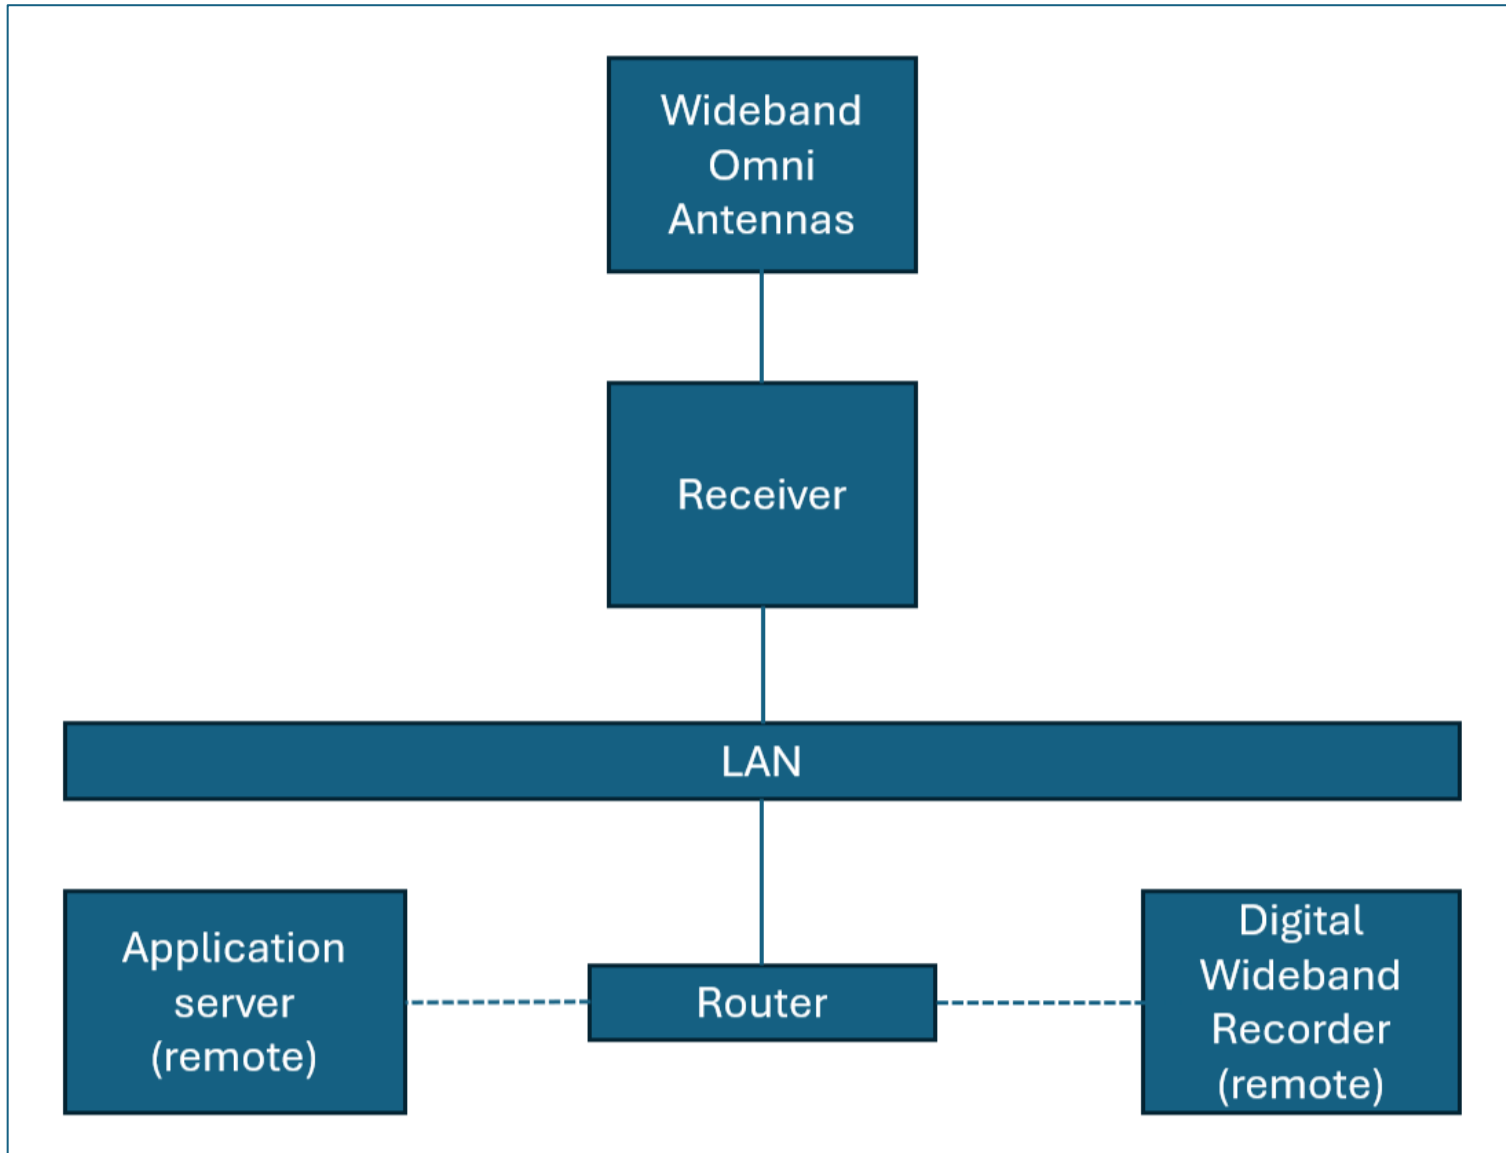 Wideband
Omni
Antennas
Receiver
LAN
Application
server
(remote)
Router
Digital
Wideband
Recorder
(remote)